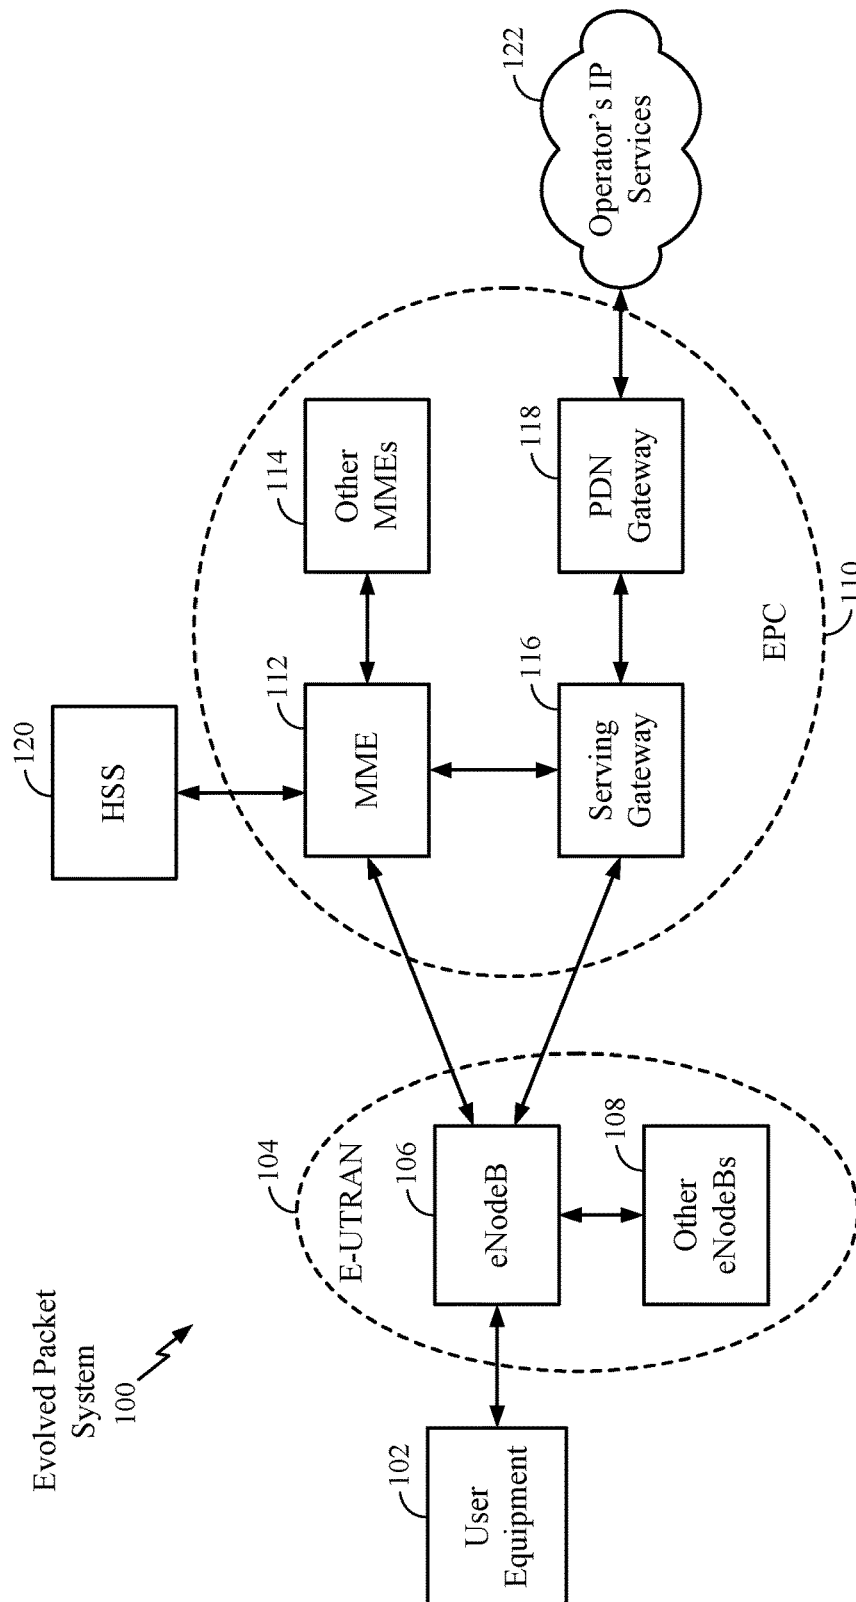 Evolved Packet
System
100
HSS
120
MME
112
Other
MMEs
114
E-UTRAN
104
User
Equipment
102
eNodeB
106
Other
eNodeBs
108
Serving
Gateway
116
PDN
Gateway
118
Operator's IP
Services
122
EPC
110